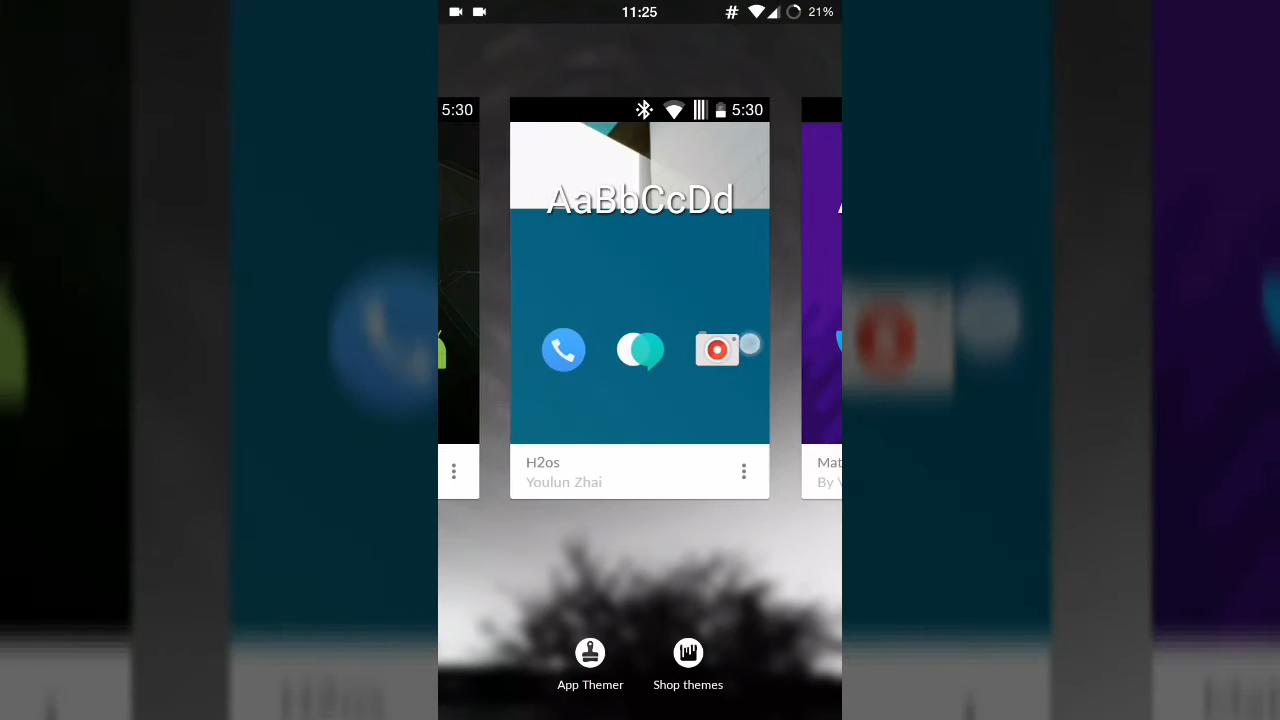 11:25
# 21%
5:30
5:30
AaBbCcDd
H2os
Youlun Zhai
Mat
By
App Themer
Shop themes